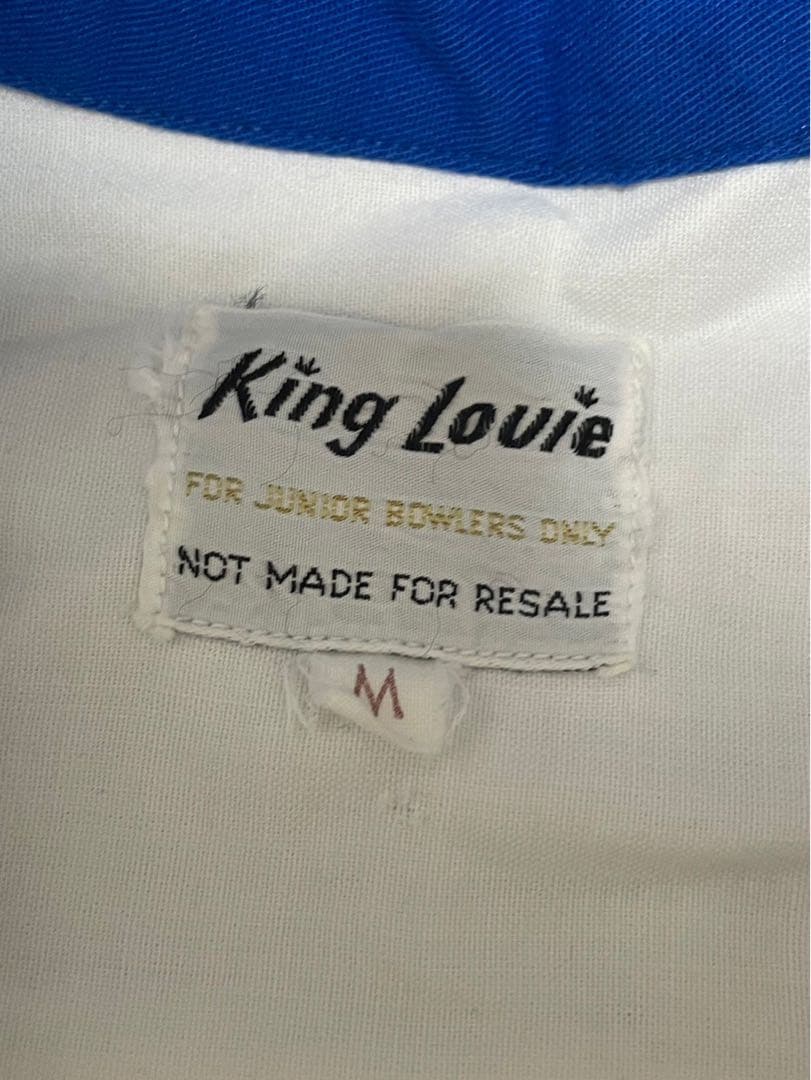 King Louie
FOR JUNIOR BOWLERS ONLY
NOT MADE FOR RESALE
M